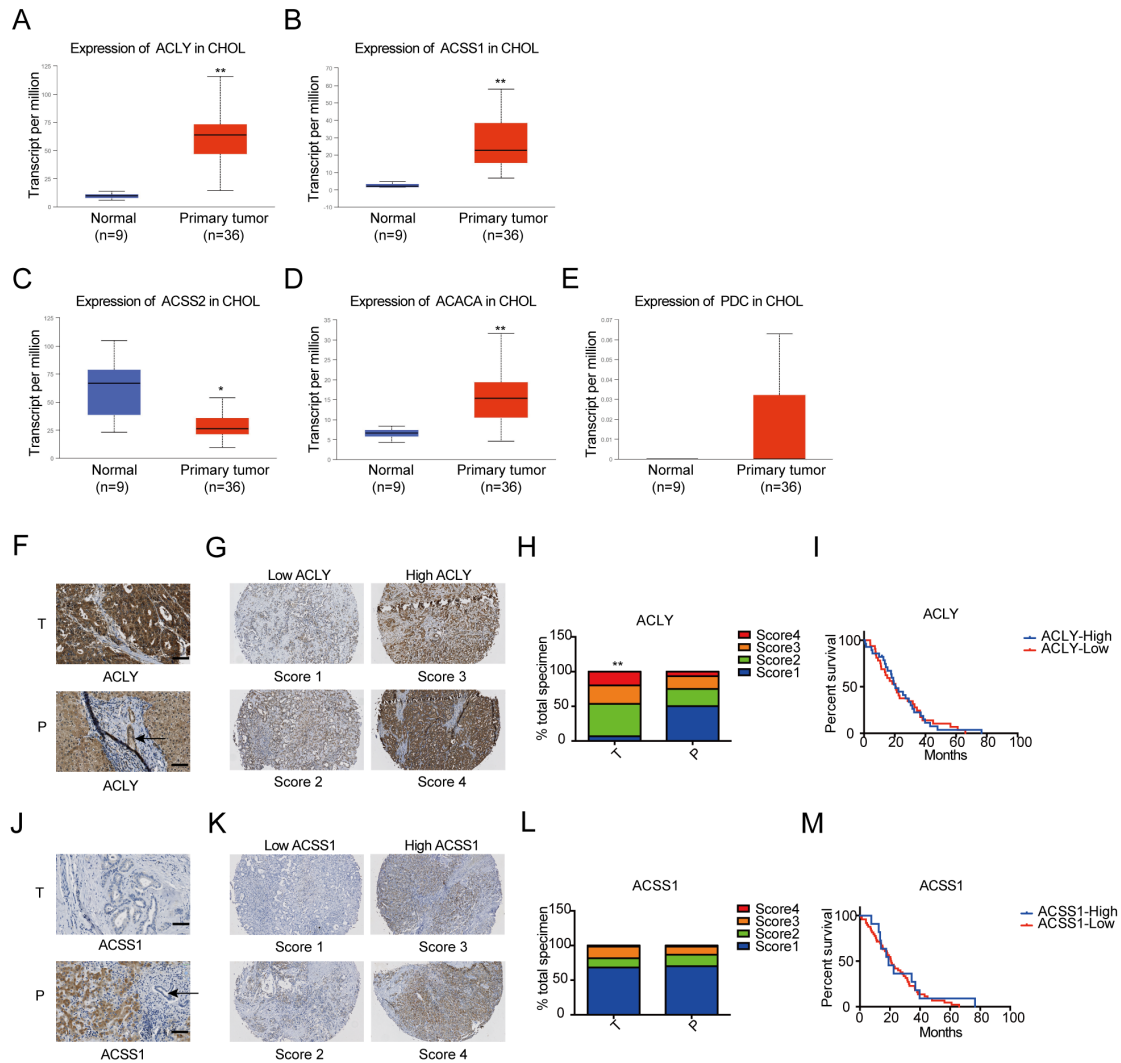 A
Expression of ACLY in CHOL
Transcript per million
125
100
75
50
25
0
**
Normal
(n=9)
Primary tumor
(n=36)
B
Expression of ACSS1 in CHOL
Transcript per million
70
60
50
40
30
20
10
0
-10
**
Normal
(n=9)
Primary tumor
(n=36)
C
Expression of ACSS2 in CHOL
Transcript per million
125
100
75
50
25
0
*
Normal
(n=9)
Primary tumor
(n=36)
D
Expression of ACACA in CHOL
Transcript per million
35
30
25
20
15
10
5
0
**
Normal
(n=9)
Primary tumor
(n=36)
E
Expression of PDC in CHOL
Transcript per million
0.07
0.06
0.05
0.04
0.03
0.02
0.01
0
Normal
(n=9)
Primary tumor
(n=36)
F
T
ACLY
P
ACLY
G
Low ACLY
High ACLY
Score 1
Score 3
Score 2
Score 4
H
ACLY
% total specimen
150
100
50
0
**
T
P
Score4
Score3
Score2
Score1
I
ACLY
Percent survival
100
50
0
0 20 40 60 80 100
Months
ACLY-High
ACLY-Low
J
T
ACSS1
P
ACSS1
K
Low ACSS1
High ACSS1
Score 1
Score 3
Score 2
Score 4
L
ACSS1
% total specimen
150
100
50
0
T
P
Score4
Score3
Score2
Score1
M
ACSS1
Percent survival
100
50
0
0 20 40 60 80 100
Months
ACSS1-High
ACSS1-Low